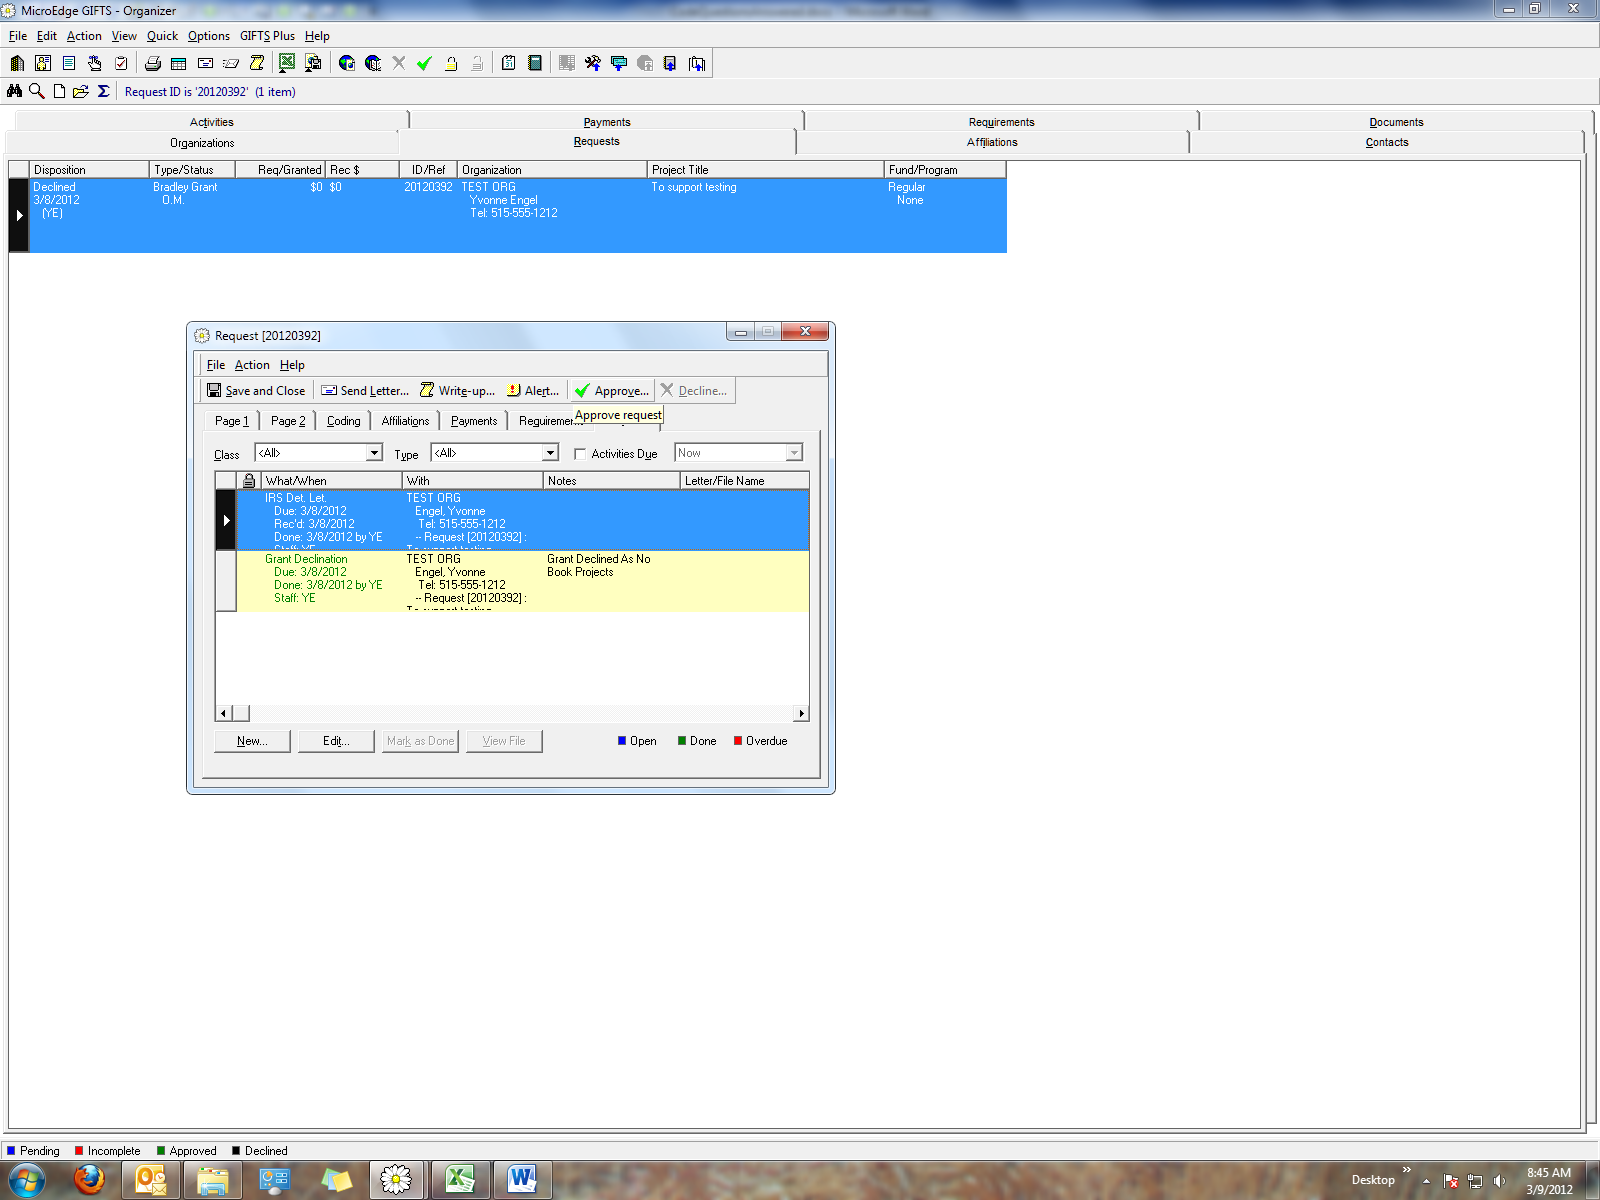 MicroEdge GIFTS - Organizer
File Edit Action View Quick Options GIFTS Plus Help
Request ID is '20120392' (1 item)
Activities Payments Requirements Documents
Organizations Requests Affiliations Contacts
Disposition Type/Status Req/Granted Rec $ ID/Ref Organization Project Title Fund/Program
Declined Bradley Grant $0 $0 20120392 TEST ORG To support testing Regular
3/8/2012 O.M. Yvonne Engel None
(YE) Tel: 515-555-1212
Request [20120392]
File Action Help
Save and Close Send Letter... Write-up... Alert... Approve... Decline...
Approve request
Page 1 Page 2 Coding Affiliations Payments
Class <All> Type <All> Activities Due Now
What/When With Notes Letter/File Name
IRS Det. Let. TEST ORG
Due: 3/8/2012 Engel, Yvonne
Rec'd: 3/8/2012 Tel: 515-555-1212
Done: 3/8/2012 by YE -- Request [20120392] :
Staff: YE To support testing
Grant Declination TEST ORG Grant Declined As No
Due: 3/8/2012 Engel, Yvonne Book Projects
Done: 3/8/2012 by YE Tel: 515-555-1212
Staff: YE -- Request [20120392] :
To support testing
New... Edit... Mark as Done View File Open Done Overdue
Pending Incomplete Approved Declined
Desktop 8:45 AM
3/9/2012